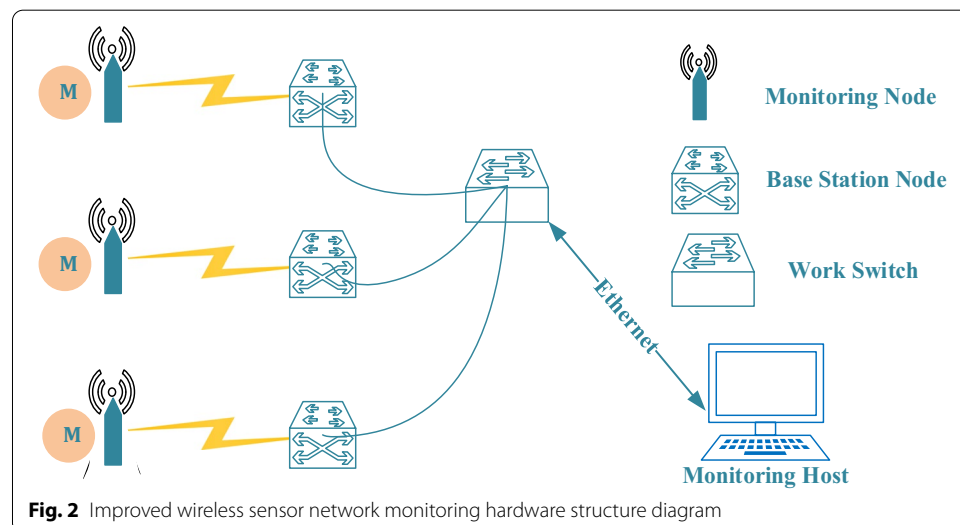 M
Monitoring Node
Base Station Node
M
Work Switch
Ethernet
M
Monitoring Host
Fig. 2 Improved wireless sensor network monitoring hardware structure diagram